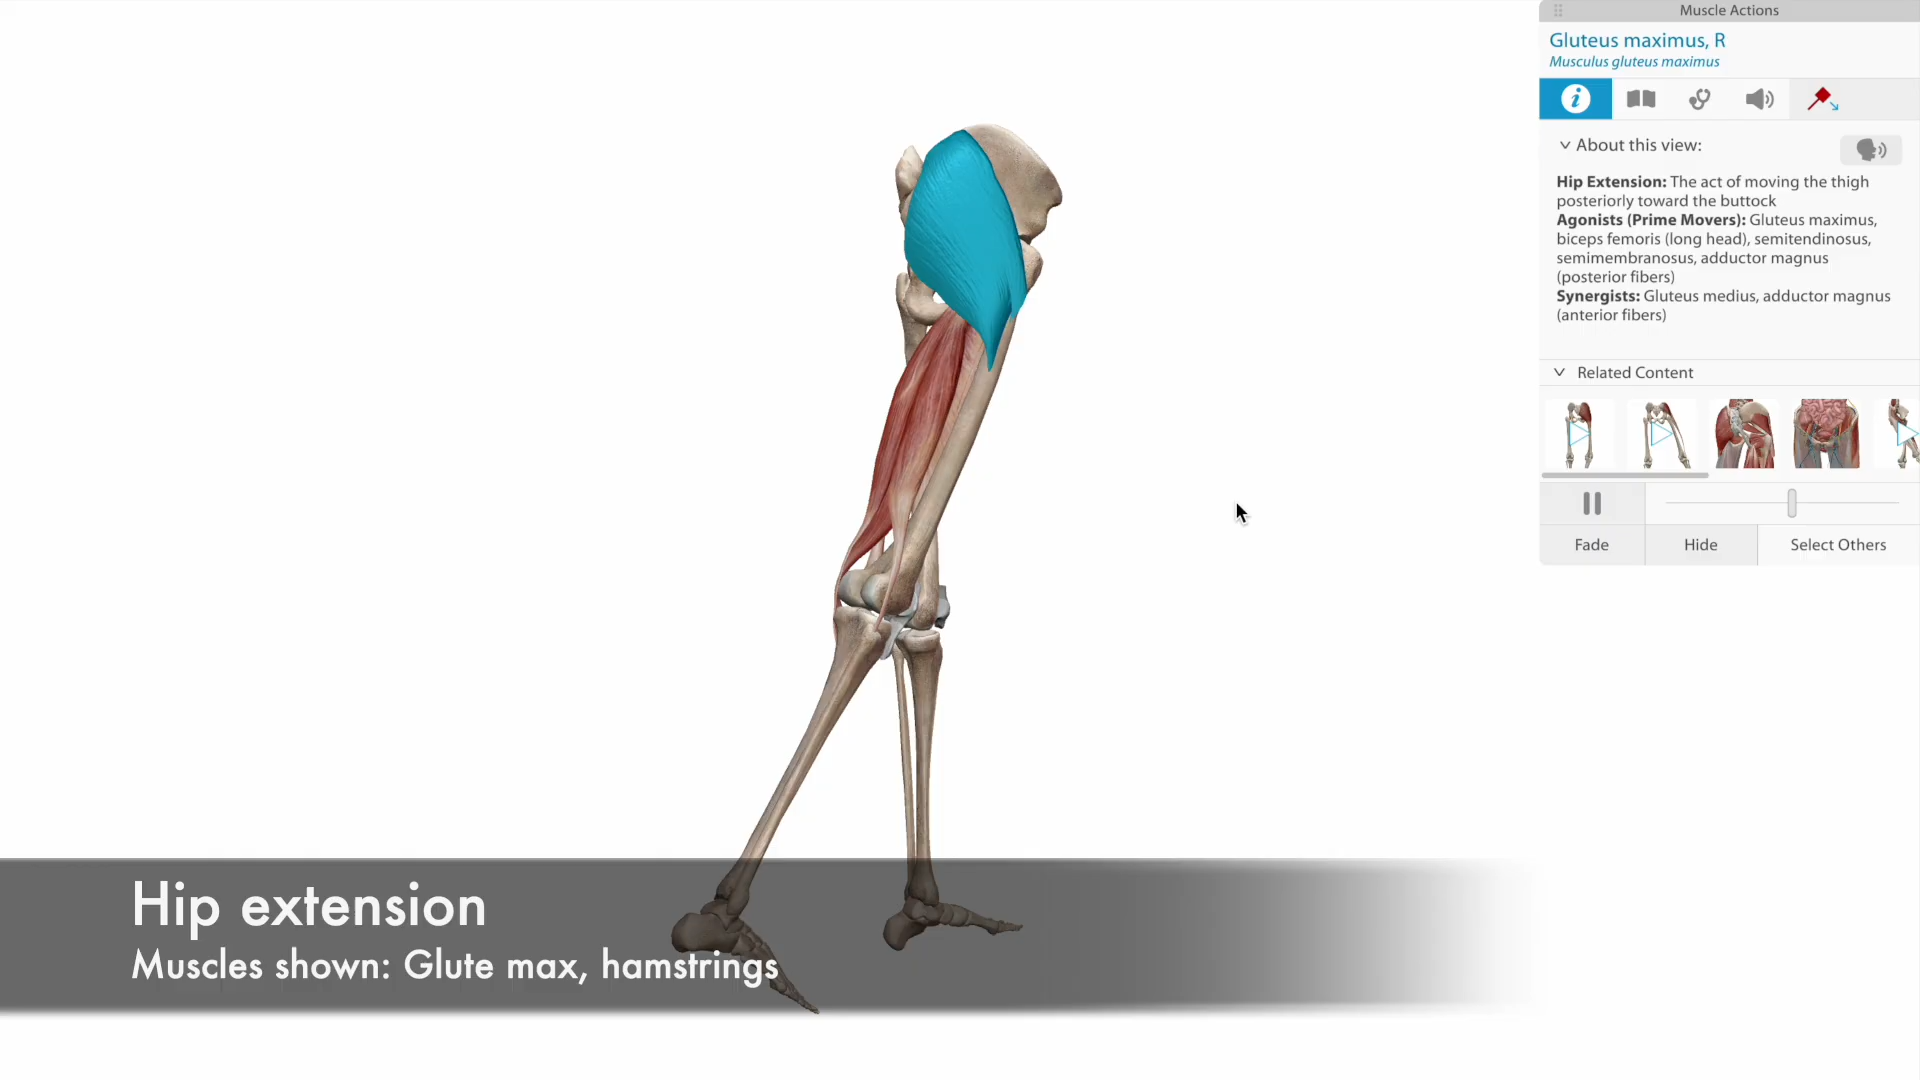 Muscle Actions
Gluteus maximus, R
Musculus gluteus maximus
About this view:
Hip Extension: The act of moving the thigh
posteriorly toward the buttock
Agonists (Prime Movers): Gluteus maximus,
biceps femoris (long head), semitendinosus,
semimembranosus, adductor magnus
(posterior fibers)
Synergists: Gluteus medius, adductor magnus
(anterior fibers)
Related Content
Fade Hide Select Others
Hip extension
Muscles shown: Glute max, hamstrings